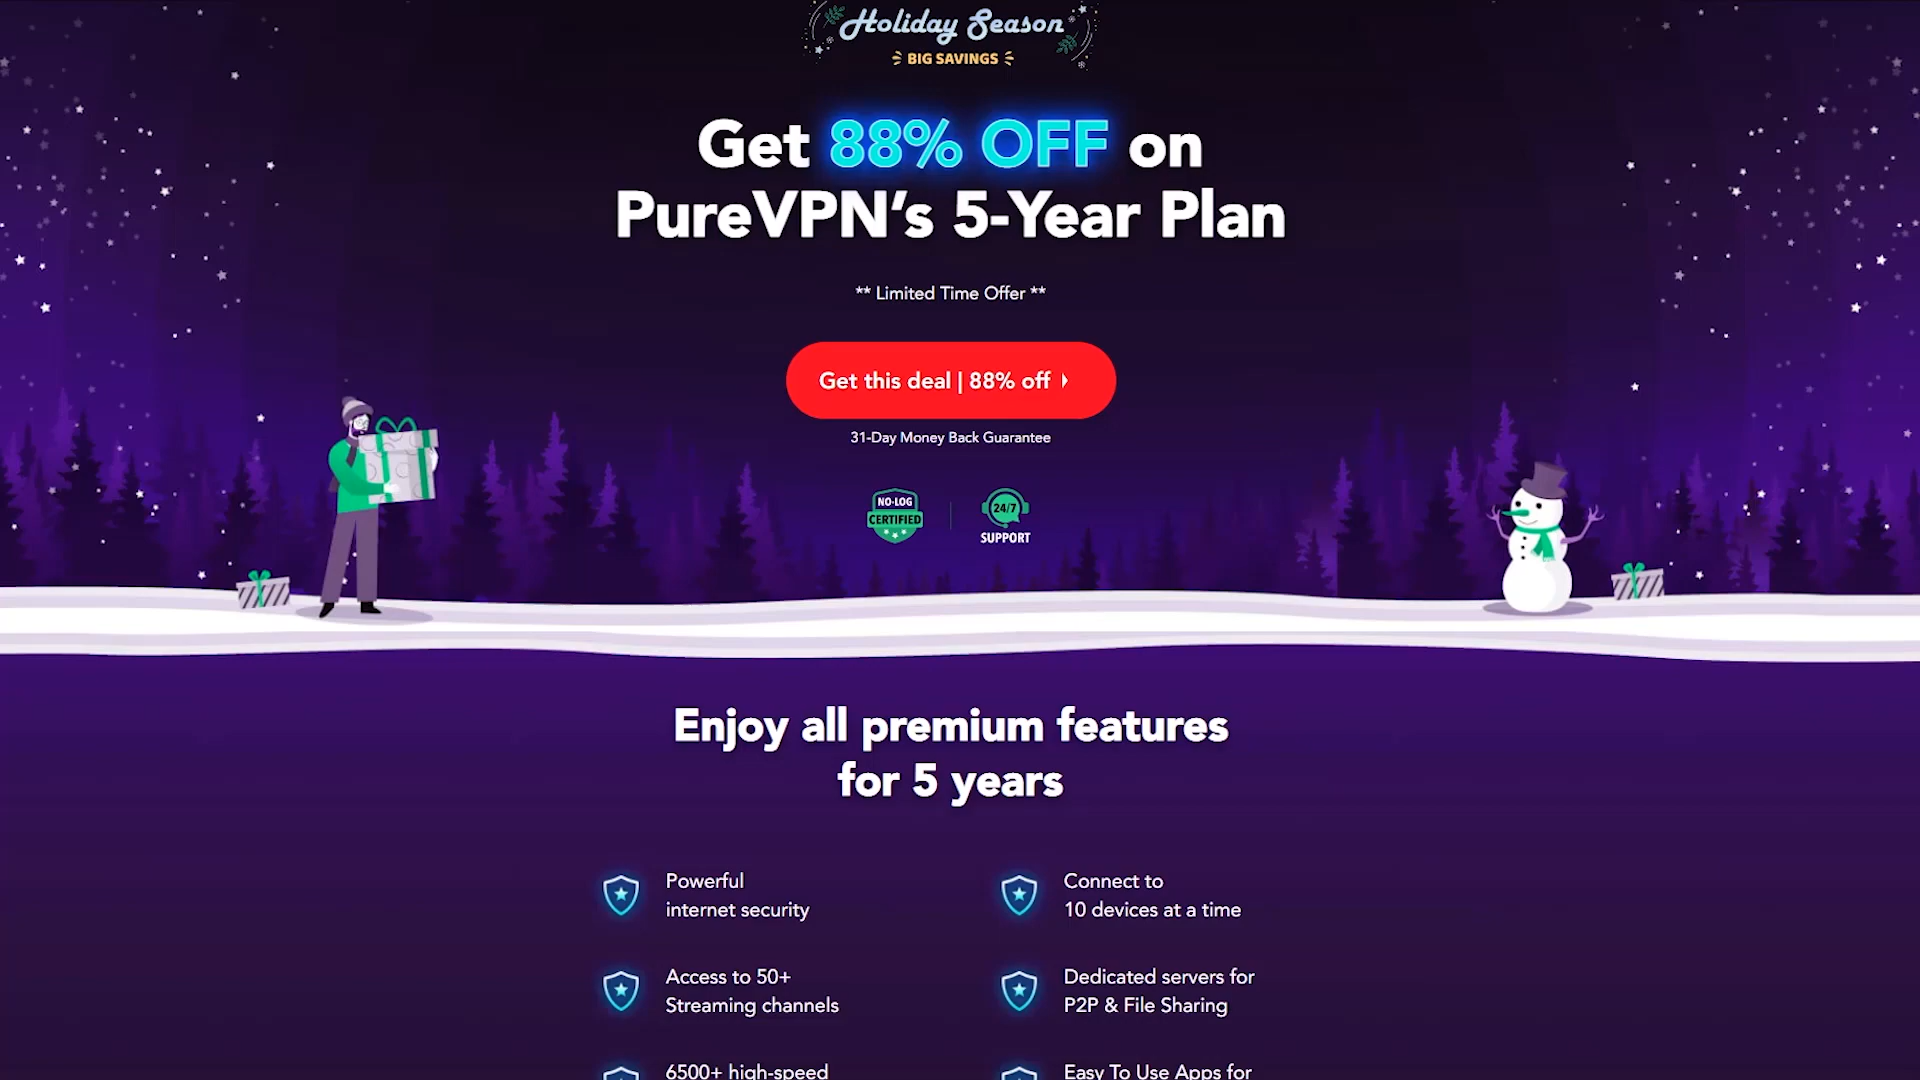 Holiday Season
BIG SAVINGS
Get 88% OFF on
PureVPN’s 5-Year Plan
** Limited Time Offer **
Get this deal | 88% off
31-Day Money Back Guarantee
NO-LOG
CERTIFIED
24/7
SUPPORT
Enjoy all premium features
for 5 years
Powerful
internet security
Connect to
10 devices at a time
Access to 50+
Streaming channels
Dedicated servers for
P2P & File Sharing
6500+ high-speed
Easy To Use Apps for